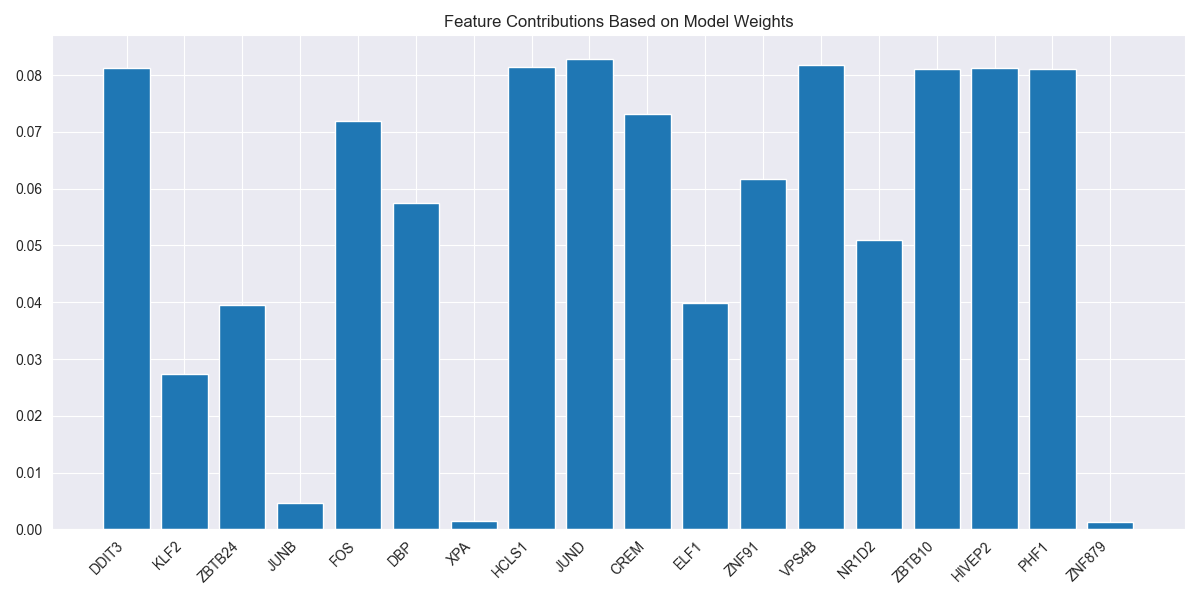 Feature Contributions Based on Model Weights
0.08
0.07
0.06
0.05
0.04
0.03
0.02
0.01
0.00
DDIT3
KLF2
ZBTB24
JUNB
FOS
DBP
XPA
HCLS1
JUND
CREM
ELF1
ZNF91
VPS4B
NR1D2
ZBTB10
HIVEP2
PHF1
ZNF879